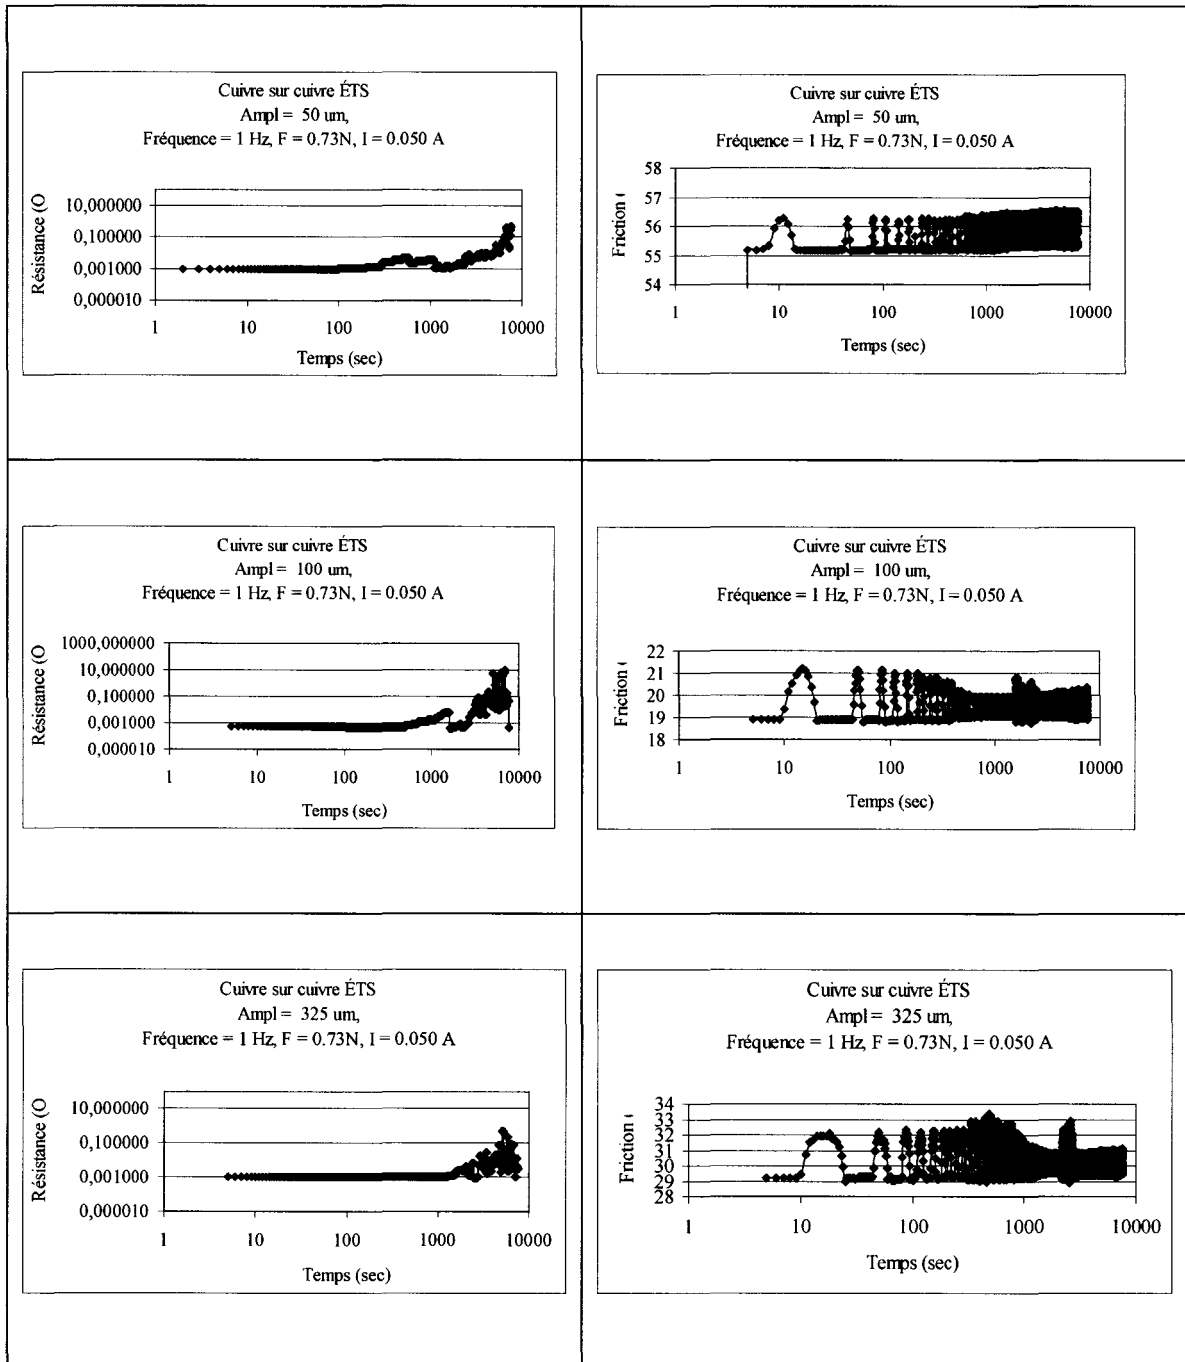 Cuivre sur cuivre ÉTS
Ampl = 50 um,
Fréquence = 1 Hz, F = 0.73N, I = 0.050 A
Résistance (O
10,000000
0,100000
0,001000
0,000010
1 10 100 1000 10000
Temps (sec)
Cuivre sur cuivre ÉTS
Ampl = 50 um,
Fréquence = 1 Hz, F = 0.73N, I = 0.050 A
Friction (
58
57
56
55
54
1 10 100 1000 10000
Temps (sec)
Cuivre sur cuivre ÉTS
Ampl = 100 um,
Fréquence = 1 Hz, F = 0.73N, I = 0.050 A
Résistance (O
1000,000000
10,000000
0,100000
0,001000
0,000010
1 10 100 1000 10000
Temps (sec)
Cuivre sur cuivre ÉTS
Ampl = 100 um,
Fréquence = 1 Hz, F = 0.73N, I = 0.050 A
Friction (
22
21
20
19
18
1 10 100 1000 10000
Temps (sec)
Cuivre sur cuivre ÉTS
Ampl = 325 um,
Fréquence = 1 Hz, F = 0.73N, I = 0.050 A
Résistance (O
10,000000
0,100000
0,001000
0,000010
1 10 100 1000 10000
Temps (sec)
Cuivre sur cuivre ÉTS
Ampl = 325 um,
Fréquence = 1 Hz, F = 0.73N, I = 0.050 A
Friction (
34
33
32
31
30
29
28
1 10 100 1000 10000
Temps (sec)